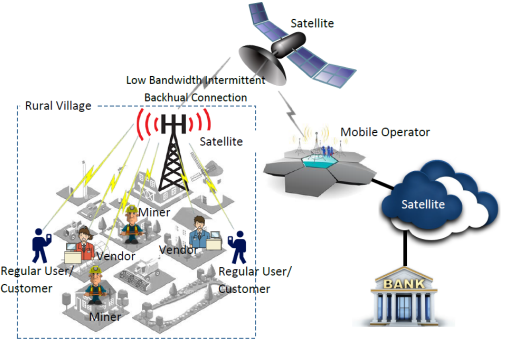 Satellite
Low Bandwidth Intermittent
Backhual Connection
Rural Village
Mobile Operator
Satellite
Satellite
Miner
Vendor
Vendor
Regular User/
Customer
Regular User/
Customer
Miner
BANK